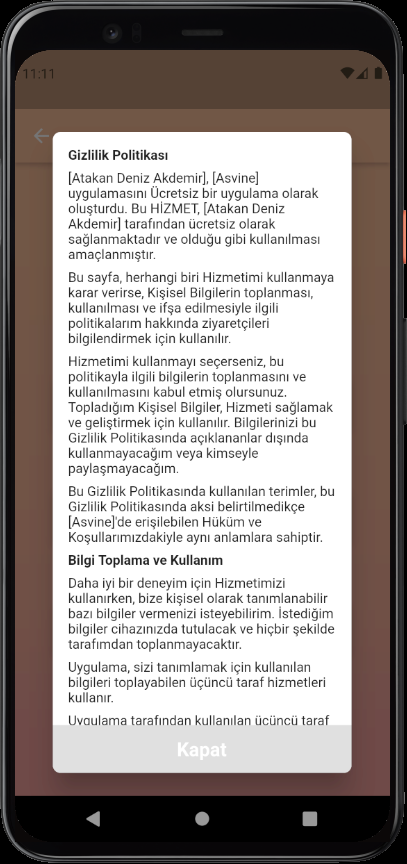 11:11
Gizlilik Politikası
[Atakan Deniz Akdemir], [Asvine]
uygulamasını Ücretsiz bir uygulama olarak
oluşturdu. Bu HİZMET, [Atakan Deniz
Akdemir] tarafından ücretsiz olarak
sağlanmaktadır ve olduğu gibi kullanılması
amaçlanmıştır.
Bu sayfa, herhangi biri Hizmetimi kullanmaya
karar verirse, Kişisel Bilgilerin toplanması,
kullanılması ve ifşa edilmesiyle ilgili
politikalarım hakkında ziyaretçileri
bilgilendirmek için kullanılır.
Hizmetimi kullanmayı seçerseniz, bu
politikayla ilgili bilgilerin toplanmasını ve
kullanılmasını kabul etmiş olursunuz.
Topladığım Kişisel Bilgiler, Hizmeti sağlamak
ve geliştirmek için kullanılır. Bilgilerinizi bu
Gizlilik Politikasında açıklananlar dışında
kullanmayacağım veya kimseyle
paylaşmayacağım.
Bu Gizlilik Politikasında kullanılan terimler, bu
Gizlilik Politikasında aksi belirtilmedikçe
[Asvine]'de erişilebilen Hüküm ve
Koşullarımızdakiyle aynı anlamlara sahiptir.
Bilgi Toplama ve Kullanım
Daha iyi bir deneyim için Hizmetimizi
kullanırken, bize kişisel olarak tanımlanabilir
bazı bilgiler vermenizi isteyebilirim. İstediğim
bilgiler cihazınızda tutulacak ve hiçbir şekilde
tarafımdan toplanmayacaktır.
Uygulama, sizi tanımlamak için kullanılan
bilgileri toplayabilen üçüncü taraf hizmetleri
kullanır.
Uygulama tarafından kullanılan üçüncü taraf
Kapat